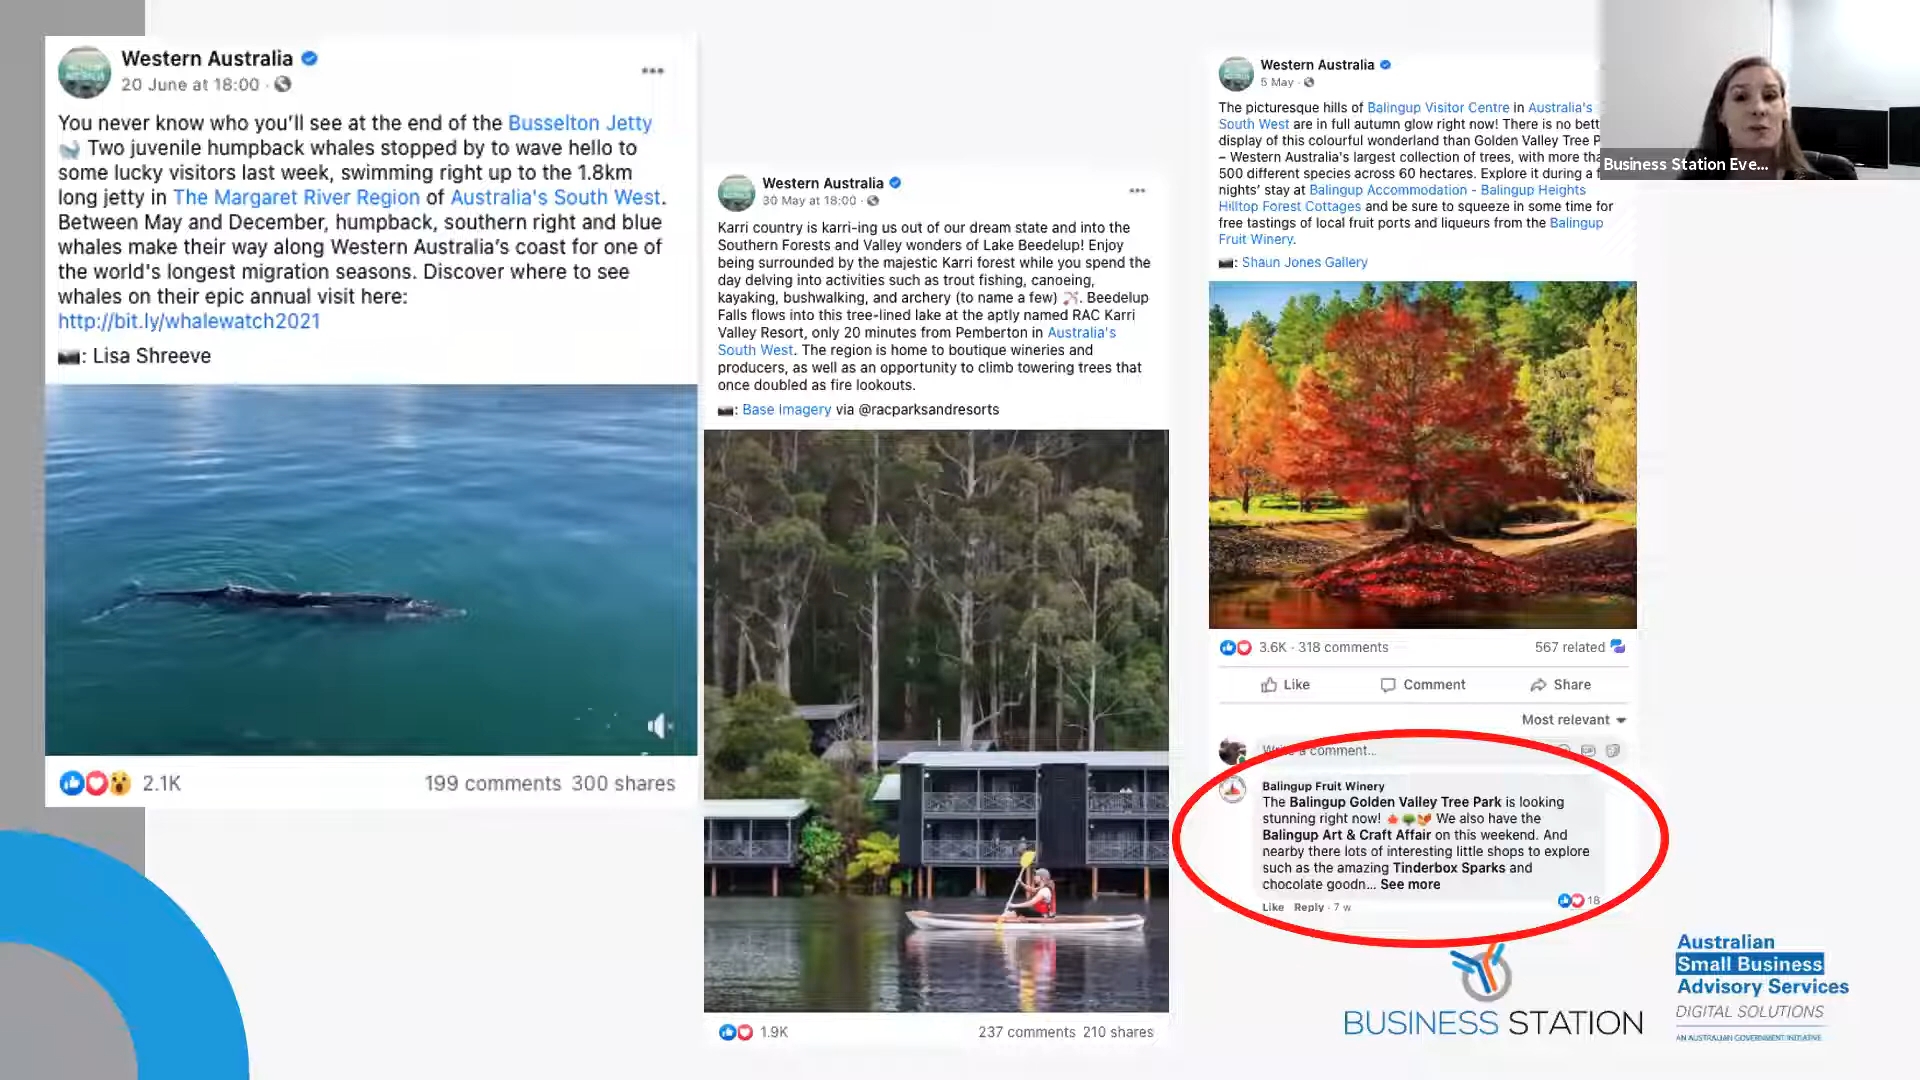 Western Australia
20 June at 18:00 ·
You never know who you'll see at the end of the Busselton Jetty
🐋 Two juvenile humpback whales stopped by to wave hello to
some lucky visitors last week, swimming right up to the 1.8km
long jetty in The Margaret River Region of Australia's South West.
Between May and December, humpback, southern right and blue
whales make their way along Western Australia's coast for one of
the world's longest migration seasons. Discover where to see
whales on their epic annual visit here:
http://bit.ly/whalewatch2021
📷: Lisa Shreeve
2.1K
199 comments 300 shares
Western Australia
30 May at 18:00 ·
Karri country is karri-ing us out of our dream state and into the
Southern Forests and Valley wonders of Lake Beedelup! Enjoy
being surrounded by the majestic Karri forest while you spend the
day delving into activities such as trout fishing, canoeing,
kayaking, bushwalking, and archery (to name a few) 🏹. Beedelup
Falls flows into this tree-lined lake at the aptly named RAC Karri
Valley Resort, only 20 minutes from Pemberton in Australia's
South West. The region is home to boutique wineries and
producers, as well as an opportunity to climb towering trees that
once doubled as fire lookouts.
📷: Base Imagery via @racparksandresorts
1.9K
237 comments 210 shares
Western Australia
5 May ·
The picturesque hills of Balingup Visitor Centre in Australia's
South West are in full autumn glow right now! There is no
display of this colourful wonderland than Golden Valley Tree
– Western Australia's largest collection of trees, with more
500 different species across 60 hectares. Explore it during a
nights' stay at Balingup Accommodation - Balingup Heights
Hilltop Forest Cottages and be sure to squeeze in some time for
free tastings of local fruit ports and liqueurs from the Balingup
Fruit Winery.
📷: Shaun Jones Gallery
3.6K · 318 comments
567 related
Like
Comment
Share
Most relevant
Write a comment...
Balingup Fruit Winery
The Balingup Golden Valley Tree Park is looking
stunning right now! 🍁🌳🍂 We also have the
Balingup Art & Craft Affair on this weekend. And
nearby there lots of interesting little shops to explore
such as the amazing Tinderbox Sparks and
chocolate goodn... See more
Like Reply · 7 w
18
Business Station Eve...
BUSINESS STATION
Australian
Small Business
Advisory Services
DIGITAL SOLUTIONS
AN AUSTRALIAN GOVERNMENT INITIATIVE